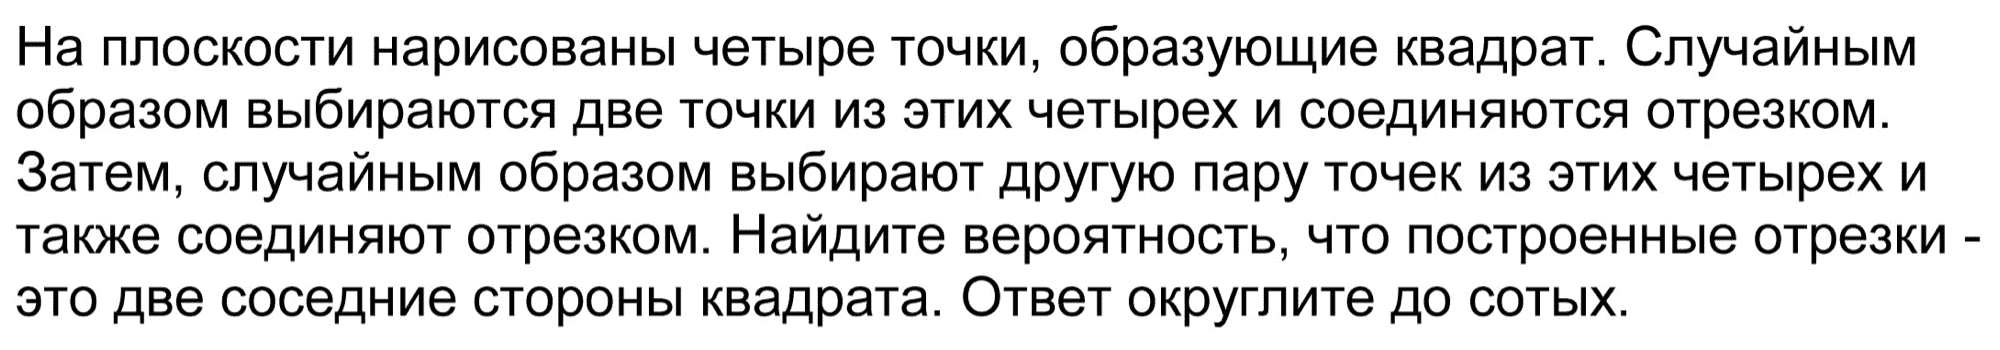 На плоскости нарисованы четыре точки, образующие квадрат. Случайным
образом выбираются две точки из этих четырех и соединяются отрезком.
Затем, случайным образом выбирают другую пару точек из этих четырех и
также соединяют отрезком. Найдите вероятность, что построенные отрезки -
это две соседние стороны квадрата. Ответ округлите до сотых.